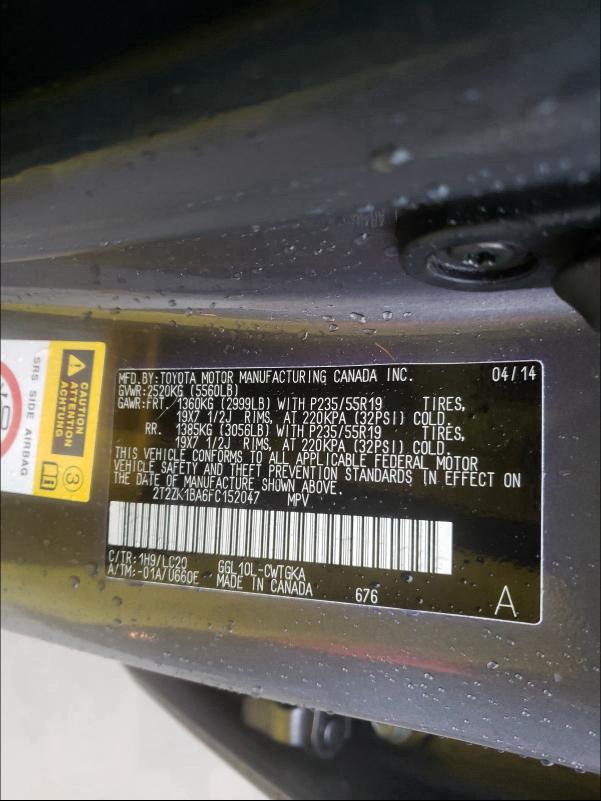 MFD.BY:TOYOTA MOTOR MANUFACTURING CANADA INC. 04/14
GVWR:2520KG (5560LB)
GAWR:FRT. 1360KG (2999LB) WITH P235/55R19 TIRES,
19X7 1/2J RIMS, AT 220KPA (32PSI) COLD.
RR. 1385KG (3056LB) WITH P235/55R19 TIRES,
19X7 1/2J RIMS, AT 220KPA (32PSI) COLD.
THIS VEHICLE CONFORMS TO ALL APPLICABLE FEDERAL MOTOR
VEHICLE SAFETY AND THEFT PREVENTION STANDARDS IN EFFECT ON
THE DATE OF MANUFACTURE SHOWN ABOVE.
2T2ZK1BA6FC152047 MPV
C/TR:1H9/LC20 GGL10L-CWTGKA
A/TM:-01A/U660E MADE IN CANADA
676 A
CAUTION
ATTENTION
ACHTUNG
3
SRS SIDE AIRBAG